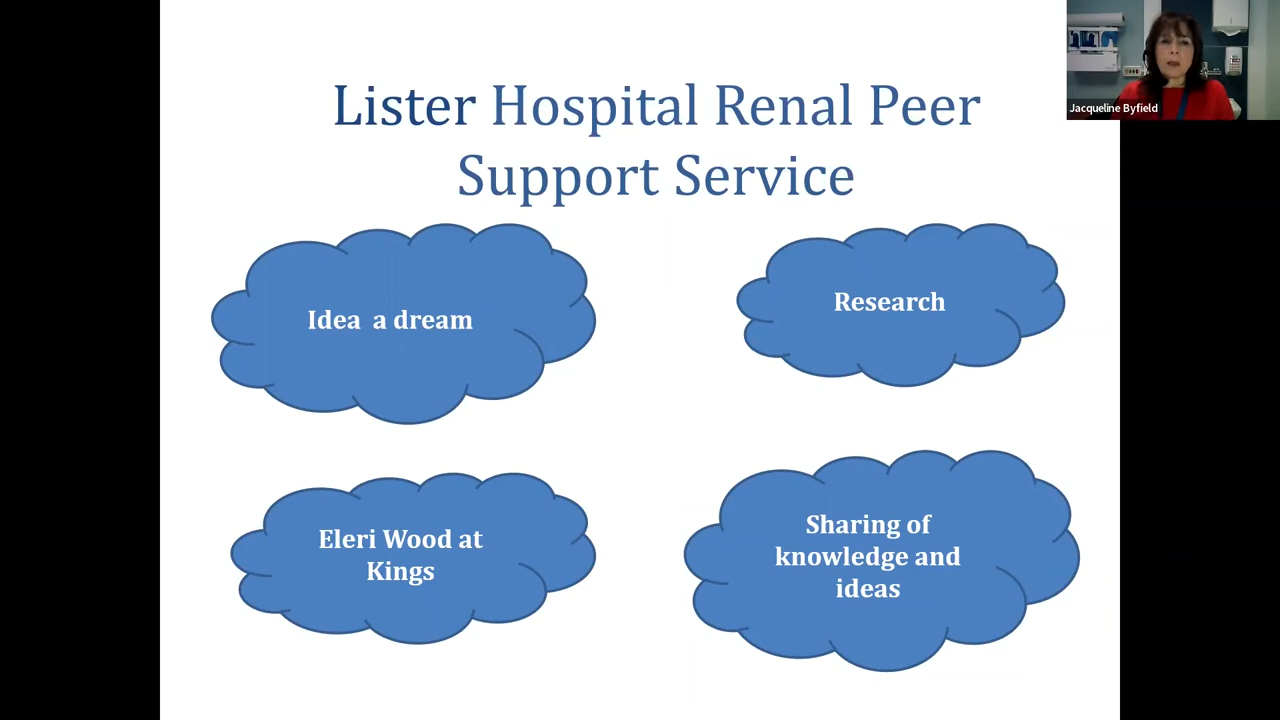 Lister Hospital Renal Peer
Support Service
Jacqueline Byfield
Idea a dream
Research
Eleri Wood at
Kings
Sharing of
knowledge and
ideas